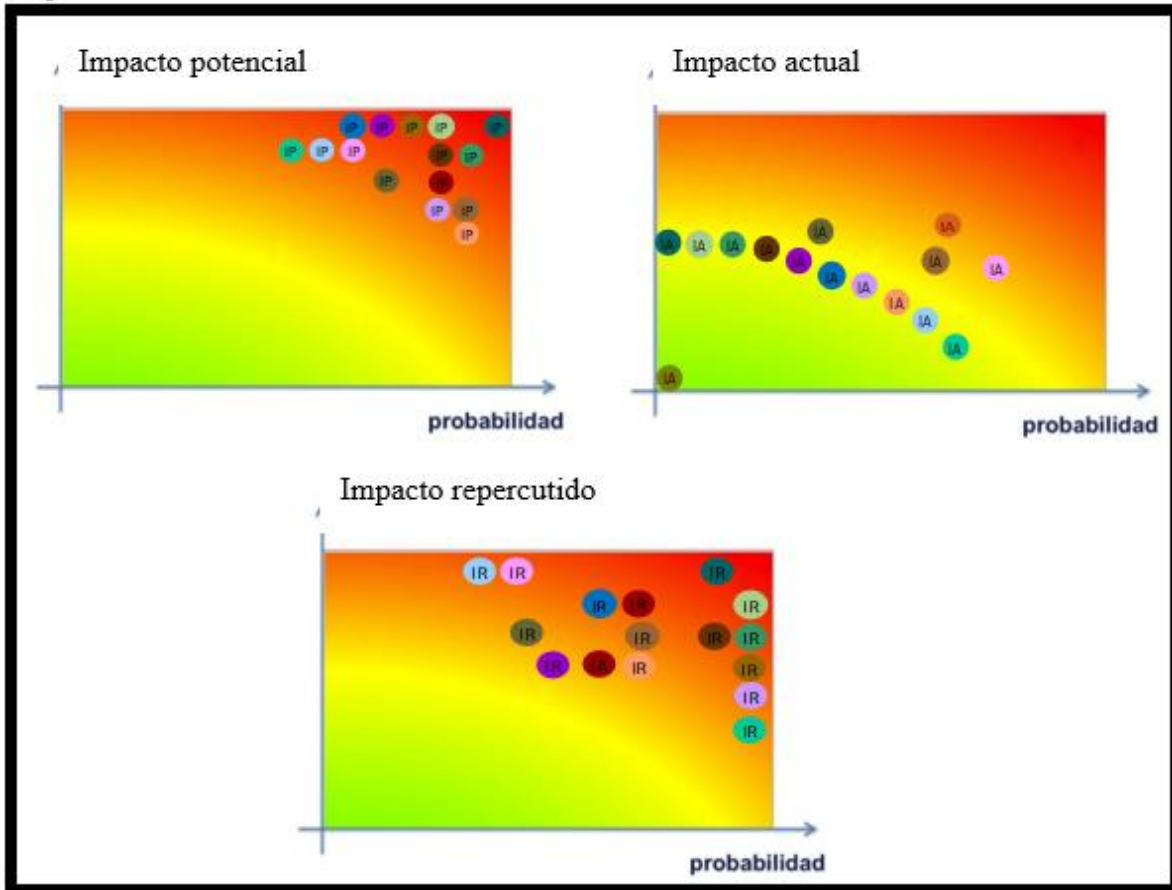 Impacto potencial
IP IP IP IP IP
IP IP IP IP IP
IP IP
IP IP
IP
probabilidad
Impacto actual
IA IA
IA IA IA IA IA IA IA
IA IA
IA
IA
IA
IA
IA
probabilidad
Impacto repercutido
IR IR IR
IR IR IR
IR IR IR IR
IR IA IR IR
IR
IR
probabilidad